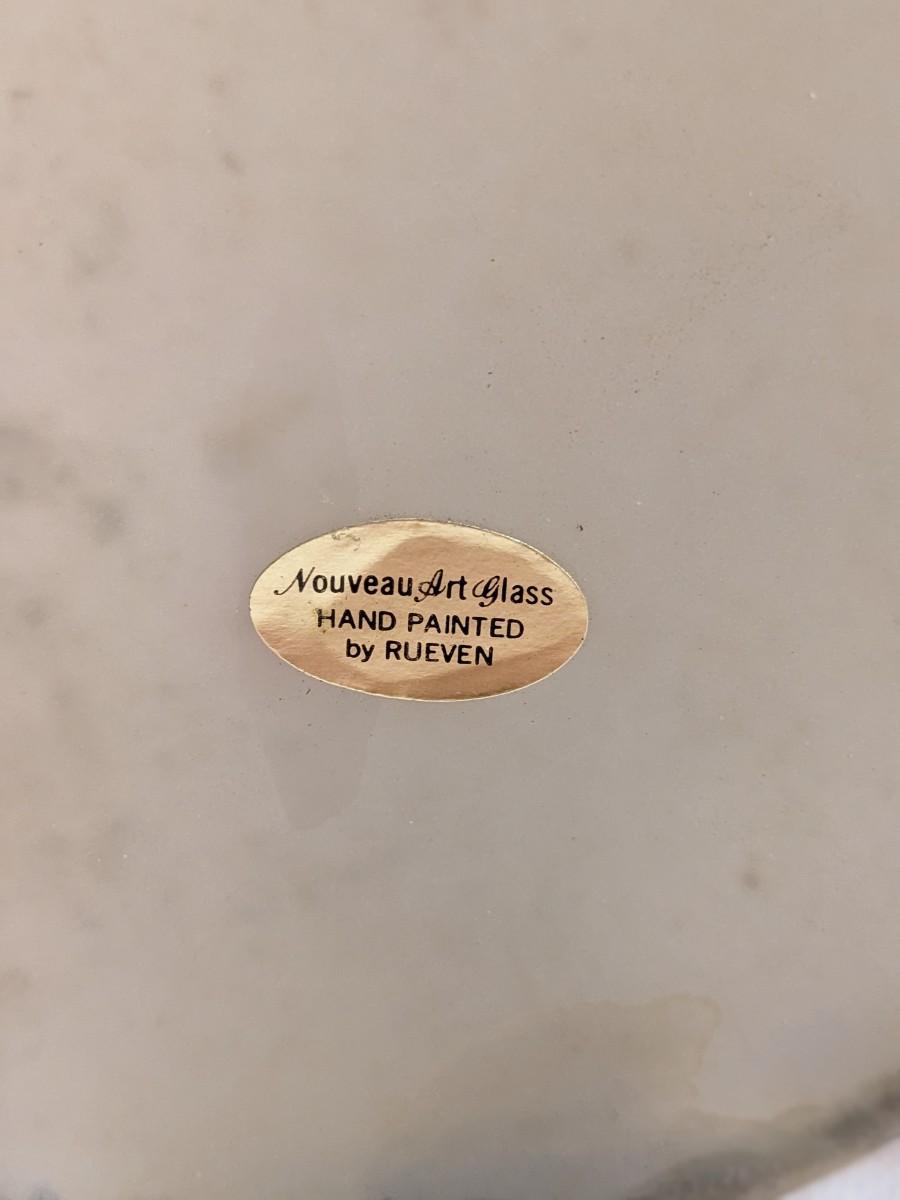 Nouveau Art Glass
HAND PAINTED
by RUEVEN